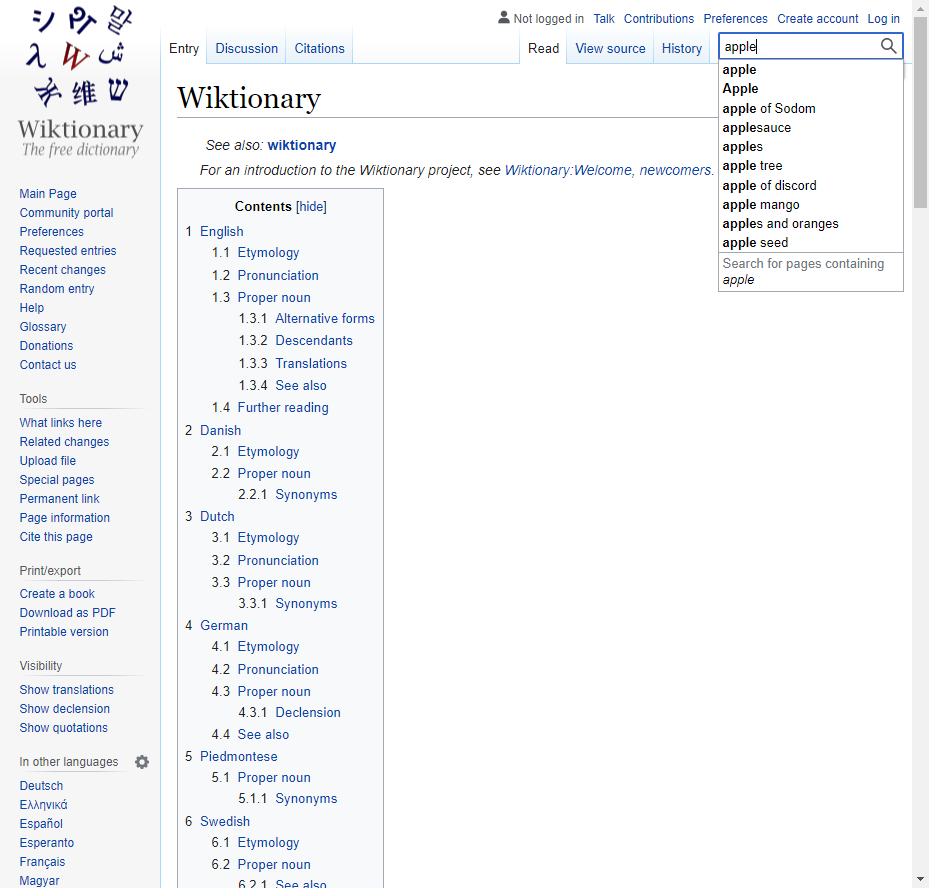 シ や 말
λ W ش
ਅ 维 ש
Wiktionary
The free dictionary
Main Page
Community portal
Preferences
Requested entries
Recent changes
Random entry
Help
Glossary
Donations
Contact us
Tools
What links here
Related changes
Upload file
Special pages
Permanent link
Page information
Cite this page
Print/export
Create a book
Download as PDF
Printable version
Visibility
Show translations
Show declension
Show quotations
In other languages
Deutsch
Ελληνικά
Español
Esperanto
Français
Magyar
Not logged in Talk Contributions Preferences Create account Log in
Entry Discussion Citations Read View source History apple
apple
Apple
apple of Sodom
applesauce
apples
apple tree
apple of discord
apple mango
apples and oranges
apple seed
Search for pages containing
apple
Wiktionary
See also: wiktionary
For an introduction to the Wiktionary project, see Wiktionary:Welcome, newcomers.
Contents [hide]
1 English
1.1 Etymology
1.2 Pronunciation
1.3 Proper noun
1.3.1 Alternative forms
1.3.2 Descendants
1.3.3 Translations
1.3.4 See also
1.4 Further reading
2 Danish
2.1 Etymology
2.2 Proper noun
2.2.1 Synonyms
3 Dutch
3.1 Etymology
3.2 Pronunciation
3.3 Proper noun
3.3.1 Synonyms
4 German
4.1 Etymology
4.2 Pronunciation
4.3 Proper noun
4.3.1 Declension
4.4 See also
5 Piedmontese
5.1 Proper noun
5.1.1 Synonyms
6 Swedish
6.1 Etymology
6.2 Proper noun
6.2.1 See also